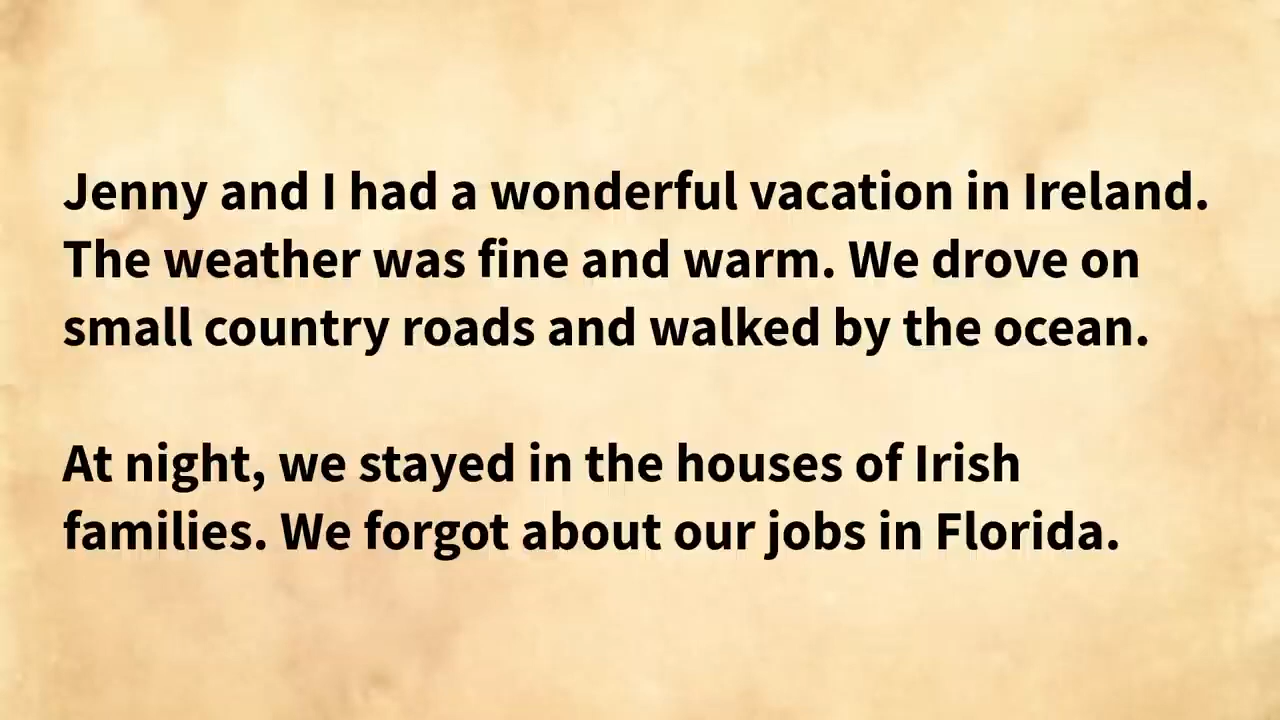 Jenny and I had a wonderful vacation in Ireland.
The weather was fine and warm. We drove on
small country roads and walked by the ocean.
At night, we stayed in the houses of Irish
families. We forgot about our jobs in Florida.